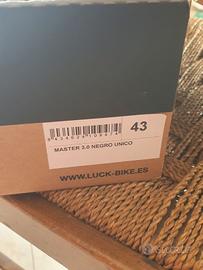 43
MASTER 3.0 NEGRO UNICO
WWW.LUCK-BIKE.ES